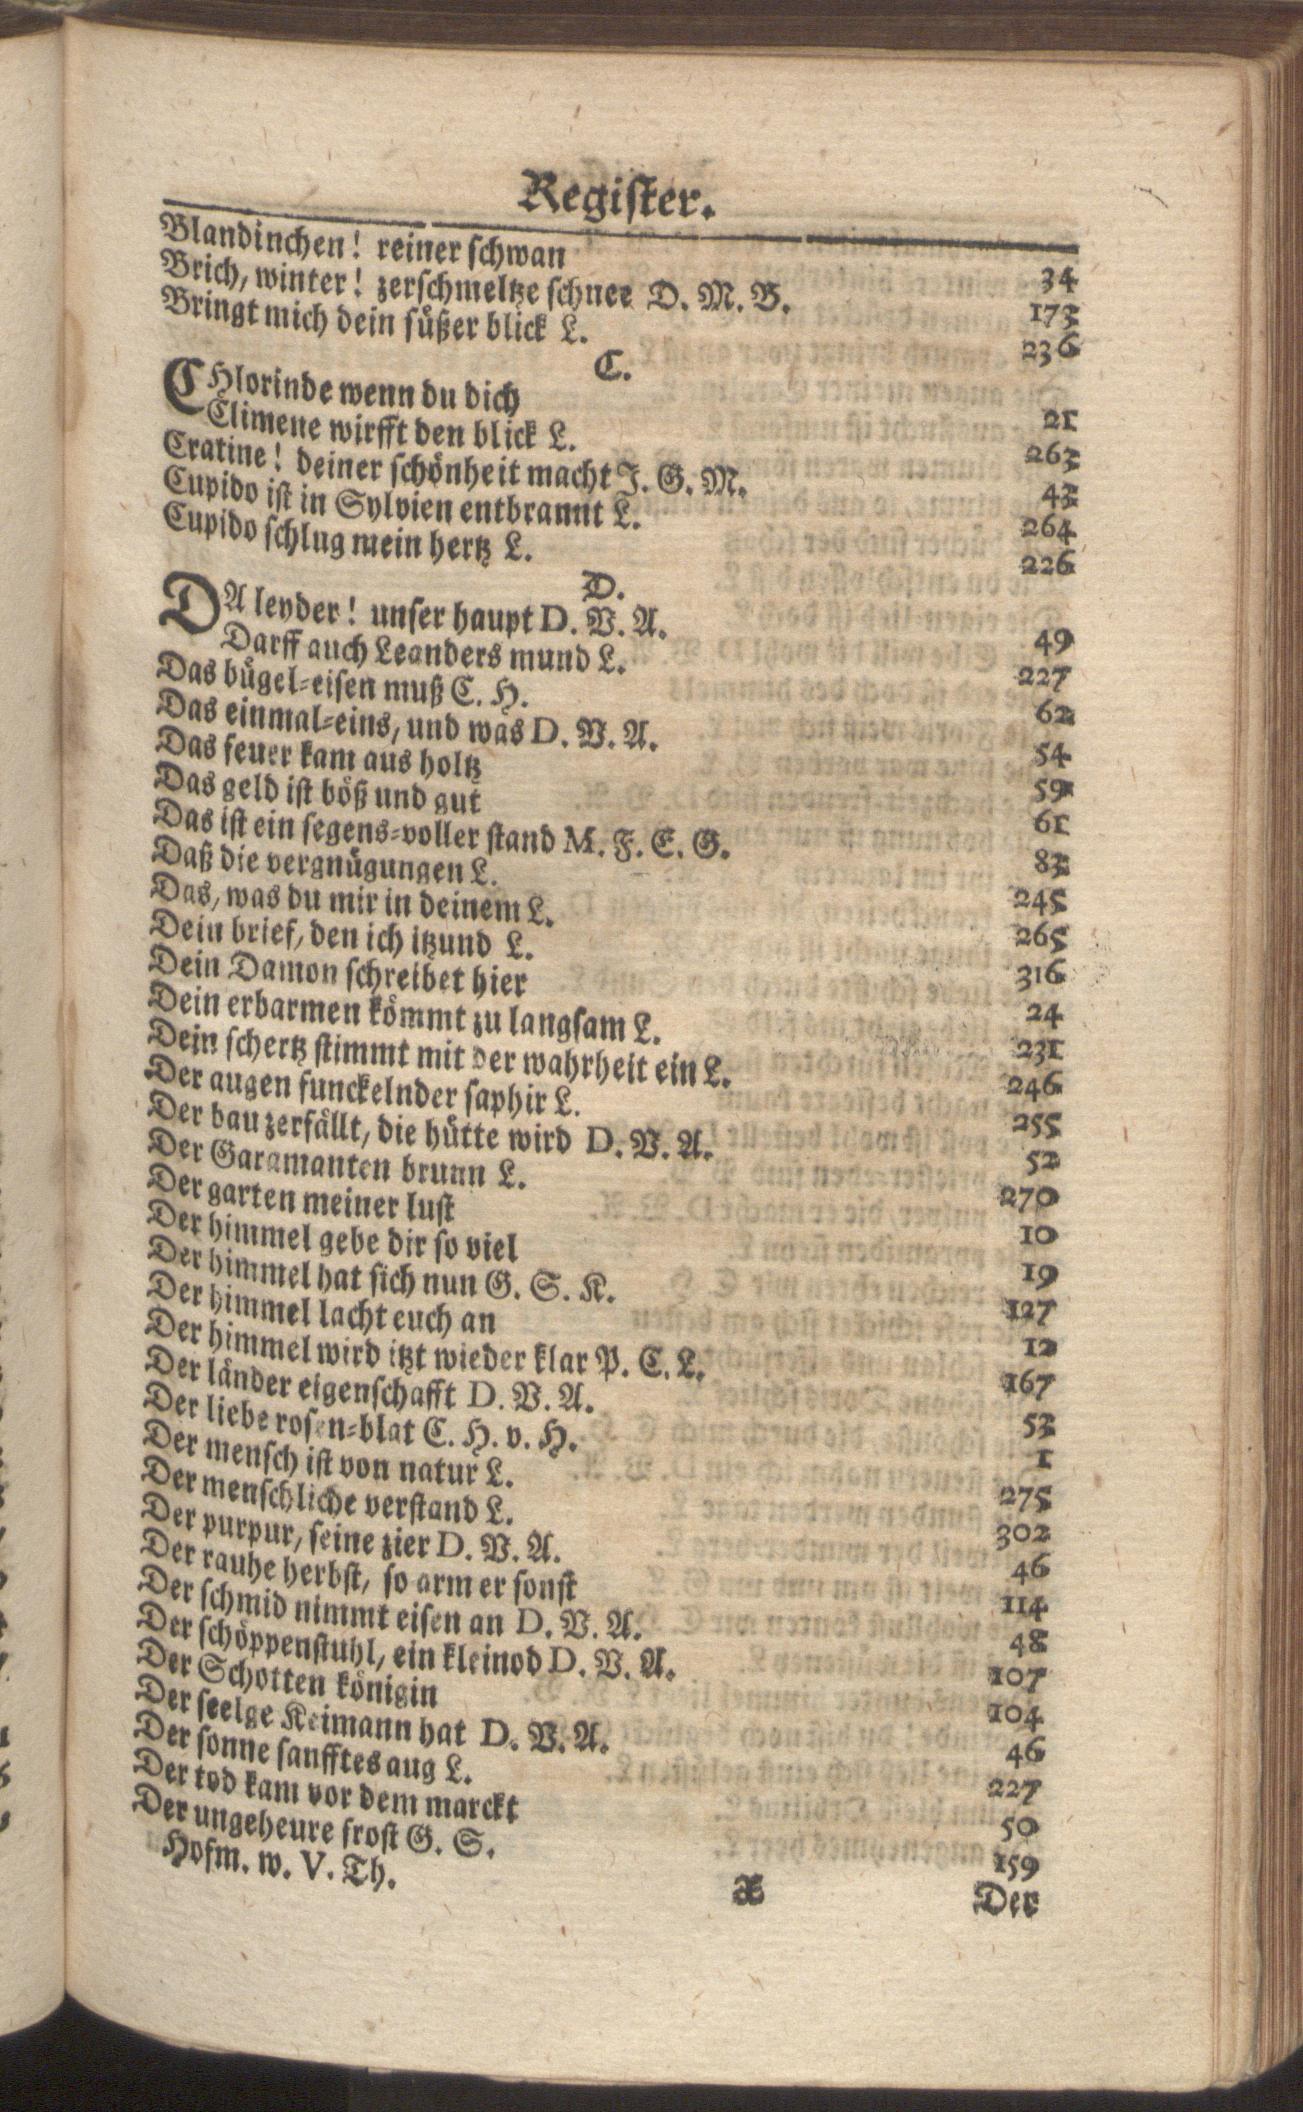 Register.
Blandinchen! reiner schwan 34
Brich, winter! zerschmeltze schnee D. M. B. 173
Bringt mich dein süßer blick L. 236
C.
CHlorinde wenn du dich 21
Climene wirfft den blick L. 263
Cratine! deiner schönheit macht J. G. M. 43
Cupido ist in Sylvien entbrannt L. 264
Cupido schlug mein hertz L. 226
D.
DA leyder! unser haupt D. V. A. 49
Darff auch Leanders mund L. 227
Das bügel-eisen muß C. H. 62
Das einmal-eins, und was D. V. A. 54
Das feuer kam aus holtz 59
Das geld ist böß und gut 61
Das ist ein segens-voller stand M. F. E. G. 83
Daß die vergnügungen L. 245
Das, was du mir in deinem L. 265
Dein brief, den ich itzund L. 316
Dein Damon schreibet hier 24
Dein erbarmen kömmt zu langsam L. 231
Dein schertz stimmt mit der wahrheit ein L. 246
Der augen funckelnder saphir L. 255
Der bau zerfällt, die hütte wird D. V. A. 52
Der Garamanten brunn L. 270
Der garten meiner lust 10
Der himmel gebe dir so viel 19
Der himmel hat sich nun G. S. K. 127
Der himmel lacht euch an 12
Der himmel wird itzt wieder klar P. C. L. 167
Der länder eigenschafft D. V. A. 53
Der liebe rosen-blat C. H. v. H. 1
Der mensch ist von natur L. 275
Der menschliche verstand L. 302
Der purpur, seine zier D. V. A. 46
Der rauhe herbst, so arm er sonst 114
Der schmid nimmt eisen an D. V. A. 48
Der schöppenstuhl, ein kleinod D. V. A. 107
Der Schotten königin 104
Der seelge Keimann hat D. V. A. 46
Der sonne sanfftes aug L. 227
Der tod kam vor dem marckt 50
Der ungeheure frost G. S. 159
Hofm. w. V. Th. X Der